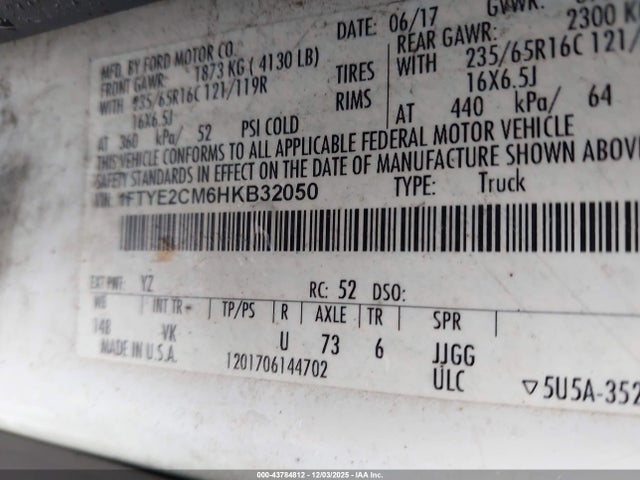 MFD. BY FORD MOTOR CO. 06/17 GVWR:
FRONT GAWR: REAR GAWR: 2300 KG
1873 KG ( 4130 LB)
WITH 235/65R16C 121/119R TIRES WITH 235/65R16C 121/
16X6.5J RIMS 16X6.5J
AT 360 kPa/ 52 PSI COLD AT 440 kPa/ 64
THIS VEHICLE CONFORMS TO ALL APPLICABLE FEDERAL MOTOR VEHICLE
SAFETY STANDARDS IN EFFECT ON THE DATE OF MANUFACTURE SHOWN ABOVE
VIN: 1FTYE2CM6HKB32050 TYPE: Truck
EXT PNT: YZ RC: 52 DSO:
WB INT TR TP/PS R AXLE TR SPR
148 VK U 73 6 JJGG
MADE IN U.S.A. 1201706144702 ULC
▽5U5A-352
000-43784812 - 12/03/2025 - IAA Inc.